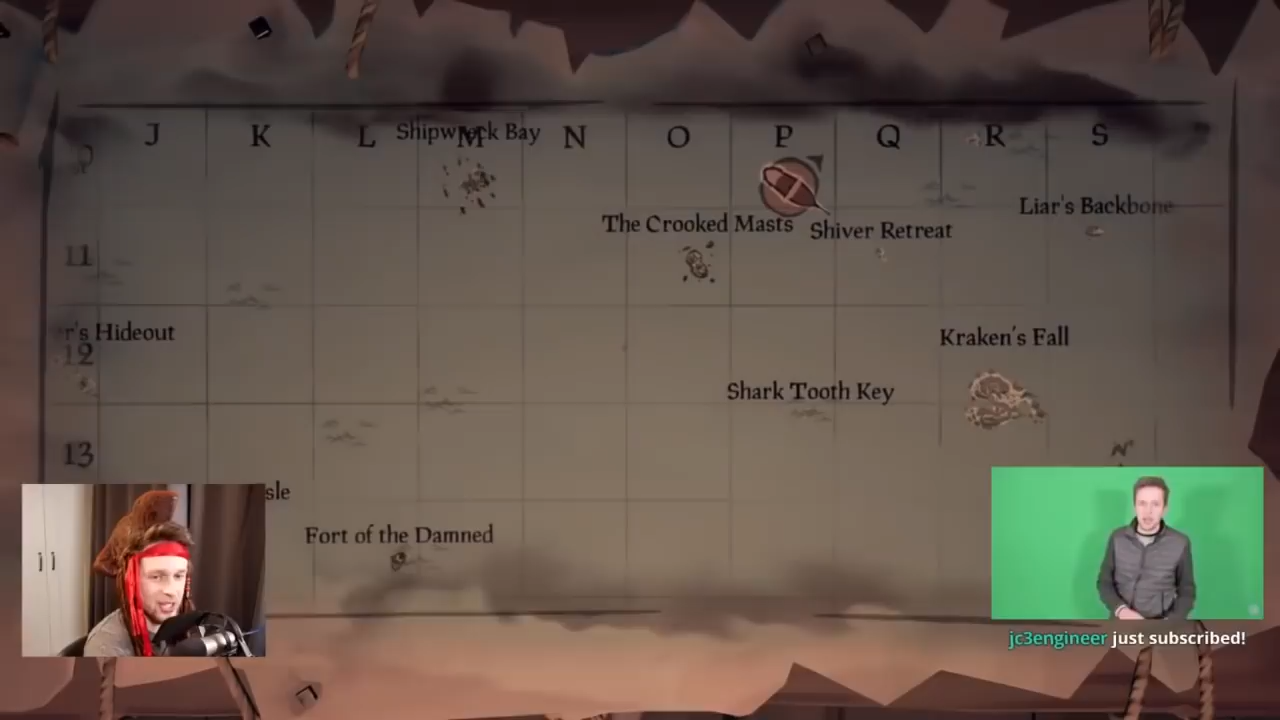 J K L M N O P Q R S
Shipwreck Bay
Liar's Backbone
The Crooked Masts
Shiver Retreat
11
r's Hideout
12
Kraken's Fall
Shark Tooth Key
13
N
sle
Fort of the Damned
jc3engineer just subscribed!